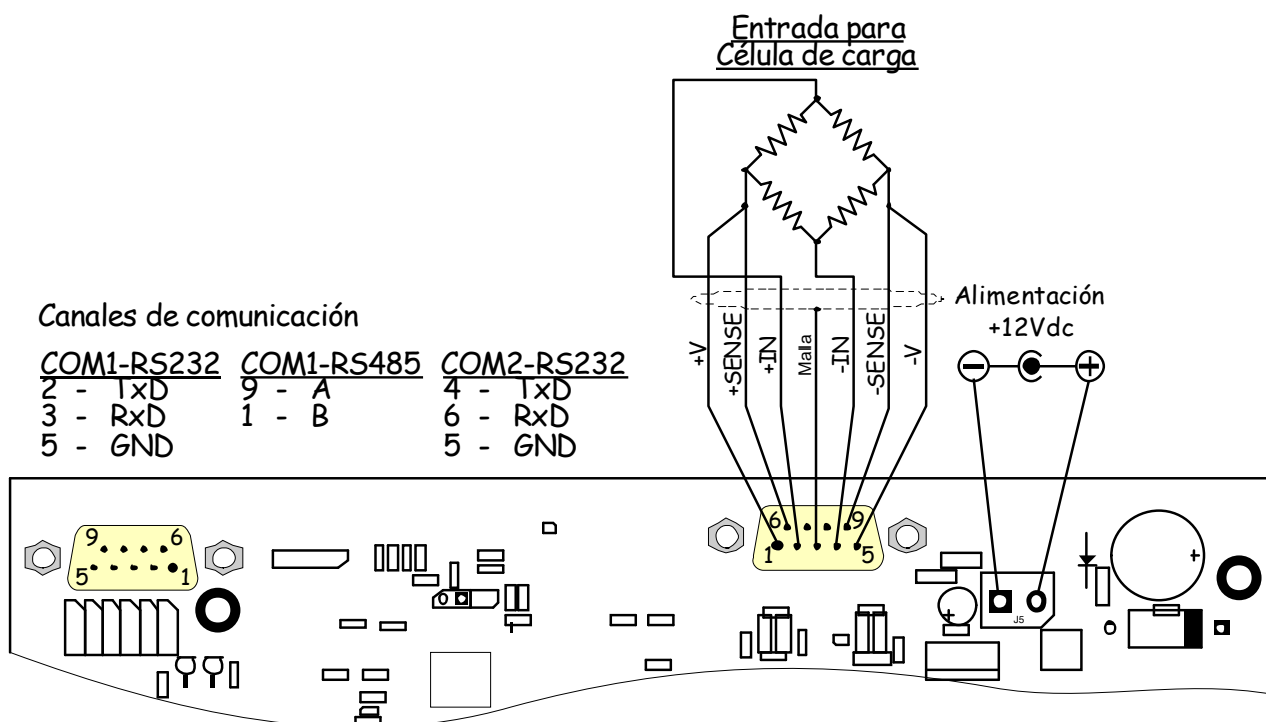 Entrada para
Célula de carga
Canales de comunicación
COM1-RS232
2 - TxD
3 - RxD
5 - GND
COM1-RS485
9 - A
1 - B
COM2-RS232
4 - TxD
6 - RxD
5 - GND
+V
+SENSE
+IN
Malla
-IN
-SENSE
-V
Alimentación
+12Vdc
− +
9 6
5 1
6 9
1 5
+
+
J5